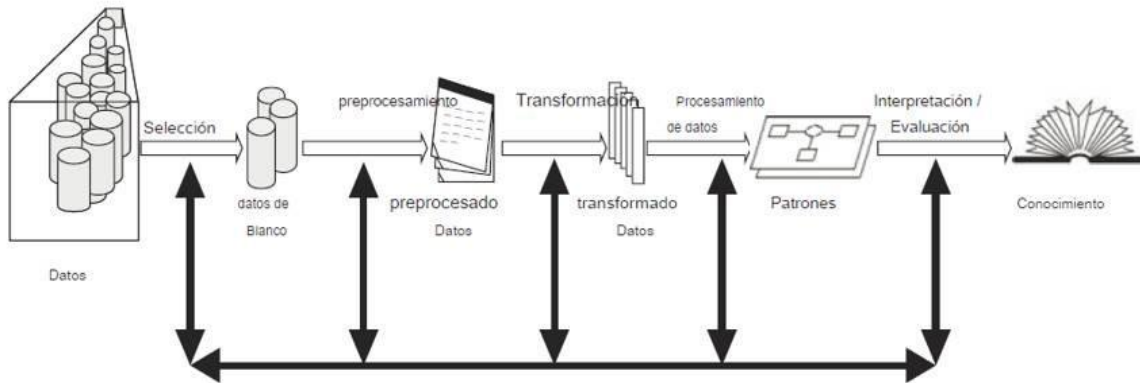 Selección
preprocesamiento
Transformación
Procesamiento
de datos
Interpretación /
Evaluación
Datos
datos de
Blanco
preprocesado
Datos
transformado
Datos
Patrones
Conocimiento